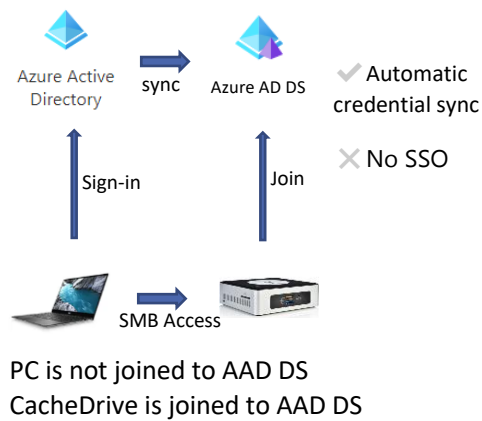 Azure Active
Directory
sync
Azure AD DS
Automatic
credential sync
No SSO
Sign-in
Join
SMB Access
PC is not joined to AAD DS
CacheDrive is joined to AAD DS